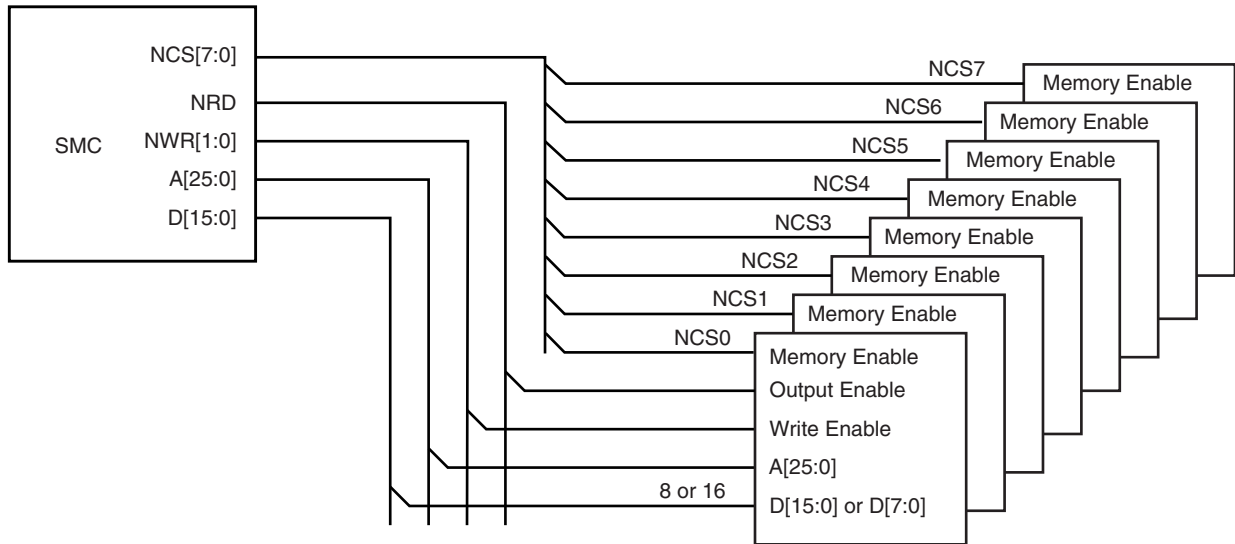 NCS[7:0]
NRD
SMC
NWR[1:0]
A[25:0]
D[15:0]
NCS7
Memory Enable
NCS6
Memory Enable
NCS5
Memory Enable
NCS4
Memory Enable
NCS3
Memory Enable
NCS2
Memory Enable
NCS1
Memory Enable
NCS0
Memory Enable
Output Enable
Write Enable
A[25:0]
8 or 16
D[15:0] or D[7:0]